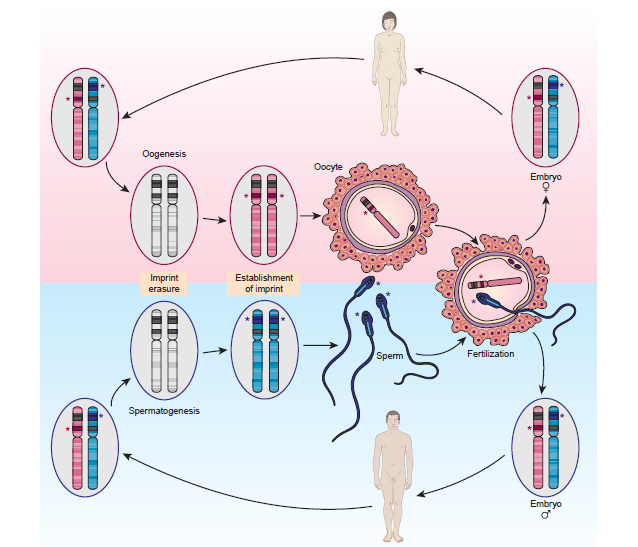 Oogenesis
Oocyte
Embryo
♀
Imprint
erasure
Establishment
of imprint
Sperm
Fertilization
Spermatogenesis
Embryo
♂